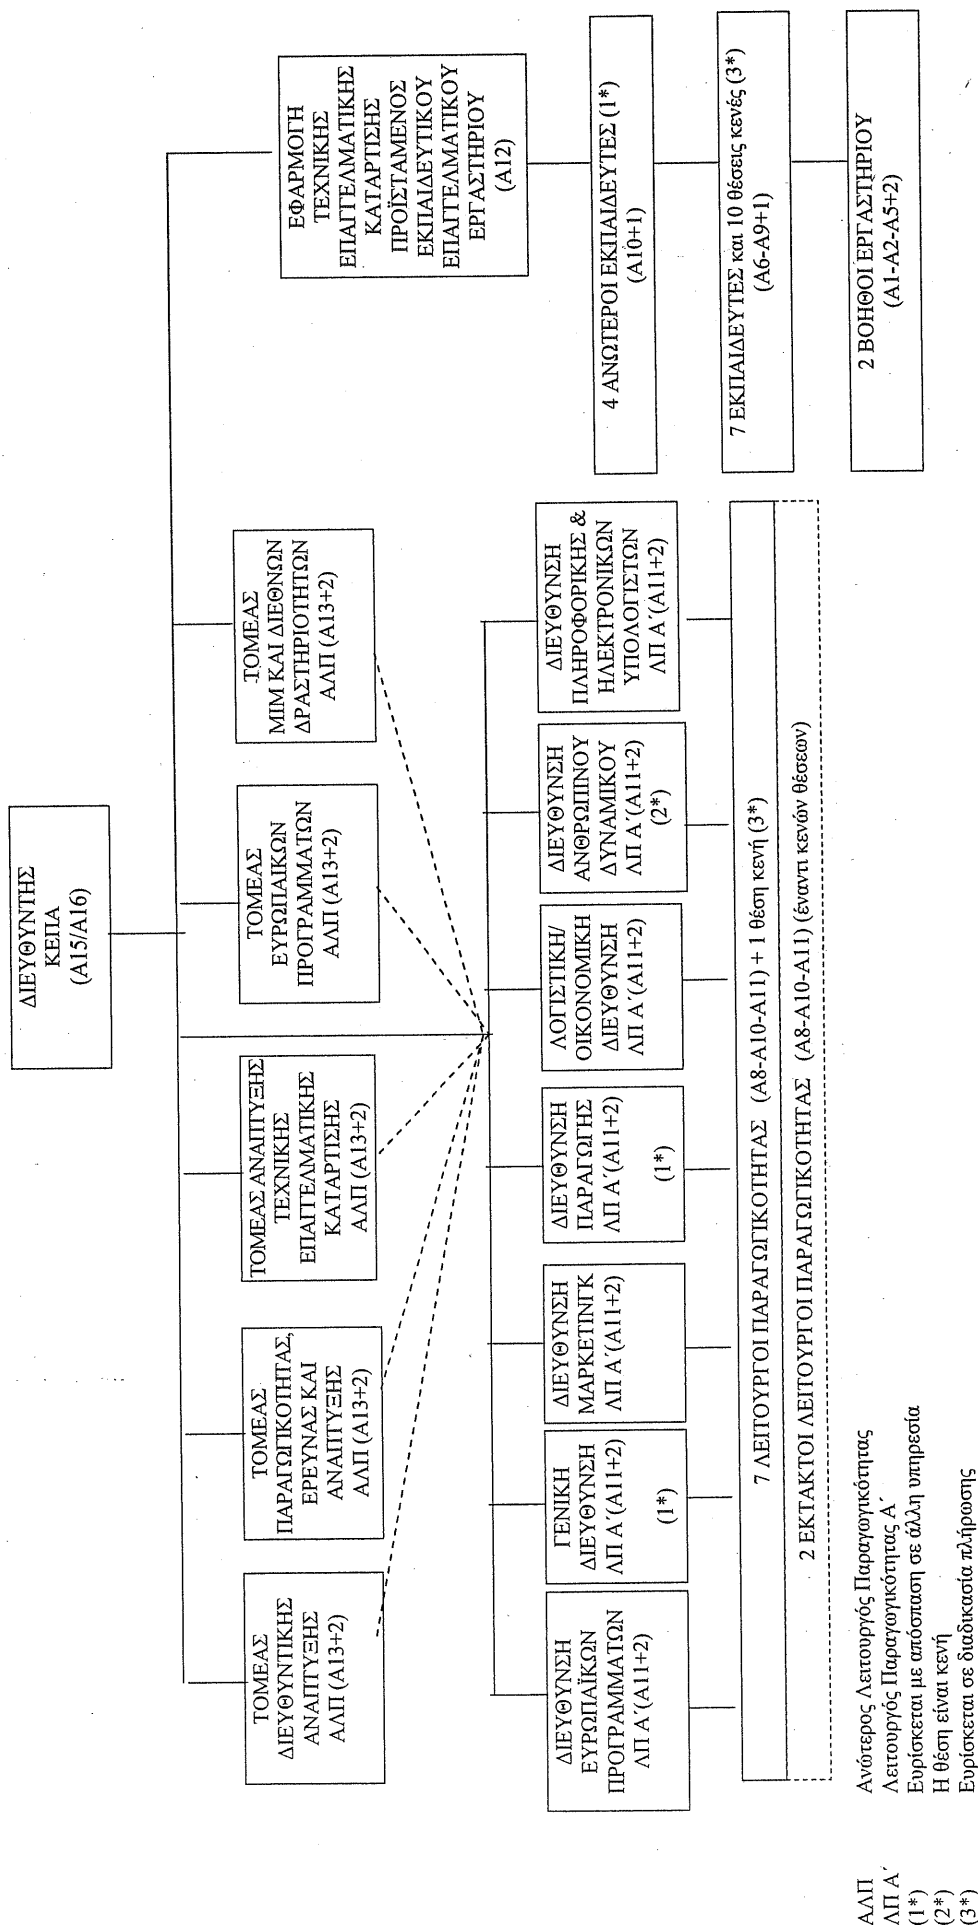 ΔΙΕΥΘΥΝΤΗΣ
ΚΕΠΑ
(Α15/Α16)
ΤΟΜΕΑΣ
ΔΙΕΥΘΥΝΤΙΚΗΣ
ΑΝΑΠΤΥΞΗΣ
ΑΛΠ (Α13+2)
ΤΟΜΕΑΣ
ΠΑΡΑΓΩΓΙΚΟΤΗΤΑΣ,
ΕΡΕΥΝΑΣ ΚΑΙ
ΑΝΑΠΤΥΞΗΣ
ΑΛΠ (Α13+2)
ΤΟΜΕΑΣ ΑΝΑΠΤΥΞΗΣ
ΤΕΧΝΙΚΗΣ
ΕΠΑΓΓΕΛΜΑΤΙΚΗΣ
ΚΑΤΑΡΤΙΣΗΣ
ΑΛΠ (Α13+2)
ΤΟΜΕΑΣ
ΕΥΡΩΠΑΙΚΩΝ
ΠΡΟΓΡΑΜΜΑΤΩΝ
ΑΛΠ (Α13+2)
ΤΟΜΕΑΣ
ΜΙΜ ΚΑΙ ΔΙΕΘΝΩΝ
ΔΡΑΣΤΗΡΙΟΤΗΤΩΝ
ΑΛΠ (Α13+2)
ΕΦΑΡΜΟΓΗ
ΤΕΧΝΙΚΗΣ
ΕΠΑΓΓΕΛΜΑΤΙΚΗΣ
ΚΑΤΑΡΤΙΣΗΣ
ΠΡΟΪΣΤΑΜΕΝΟΣ
ΕΚΠΑΙΔΕΥΤΙΚΟΥ
ΕΠΑΓΓΕΛΜΑΤΙΚΟΥ
ΕΡΓΑΣΤΗΡΙΟΥ
(Α12)
4 ΑΝΩΤΕΡΟΙ ΕΚΠΑΙΔΕΥΤΕΣ (1*)
(Α10+1)
7 ΕΚΠΑΙΔΕΥΤΕΣ και 10 θέσεις κενές (3*)
(Α6-Α9+1)
2 ΒΟΗΘΟΙ ΕΡΓΑΣΤΗΡΙΟΥ
(Α1-Α2-Α5+2)
ΔΙΕΥΘΥΝΣΗ
ΕΥΡΩΠΑΪΚΩΝ
ΠΡΟΓΡΑΜΜΑΤΩΝ
ΛΠ Α΄(Α11+2)
ΓΕΝΙΚΗ
ΔΙΕΥΘΥΝΣΗ
ΛΠ Α΄(Α11+2)
(1*)
ΔΙΕΥΘΥΝΣΗ
ΜΑΡΚΕΤΙΝΓΚ
ΛΠ Α΄(Α11+2)
ΔΙΕΥΘΥΝΣΗ
ΠΑΡΑΓΩΓΗΣ
ΛΠ Α΄(Α11+2)
(1*)
ΛΟΓΙΣΤΙΚΗ/
ΟΙΚΟΝΟΜΙΚΗ
ΔΙΕΥΘΥΝΣΗ
ΛΠ Α΄(Α11+2)
ΔΙΕΥΘΥΝΣΗ
ΑΝΘΡΩΠΙΝΟΥ
ΔΥΝΑΜΙΚΟΥ
ΛΠ Α΄(Α11+2)
(2*)
ΔΙΕΥΘΥΝΣΗ
ΠΛΗΡΟΦΟΡΙΚΗΣ &
ΗΛΕΚΤΡΟΝΙΚΩΝ
ΥΠΟΛΟΓΙΣΤΩΝ
ΛΠ Α΄(Α11+2)
7 ΛΕΙΤΟΥΡΓΟΙ ΠΑΡΑΓΩΓΙΚΟΤΗΤΑΣ (Α8-Α10-Α11) + 1 θέση κενή (3*)
2 ΕΚΤΑΚΤΟΙ ΛΕΙΤΟΥΡΓΟΙ ΠΑΡΑΓΩΓΙΚΟΤΗΤΑΣ (Α8-Α10-Α11) (έναντι κενών θέσεων)
ΑΛΠ Ανώτερος Λειτουργός Παραγωγικότητας
ΛΠ Α΄ Λειτουργός Παραγωγικότητας Α΄
(1*) Ευρίσκεται με απόσπαση σε άλλη υπηρεσία
(2*) Η θέση είναι κενή
(3*) Ευρίσκεται σε διαδικασία πλήρωσης